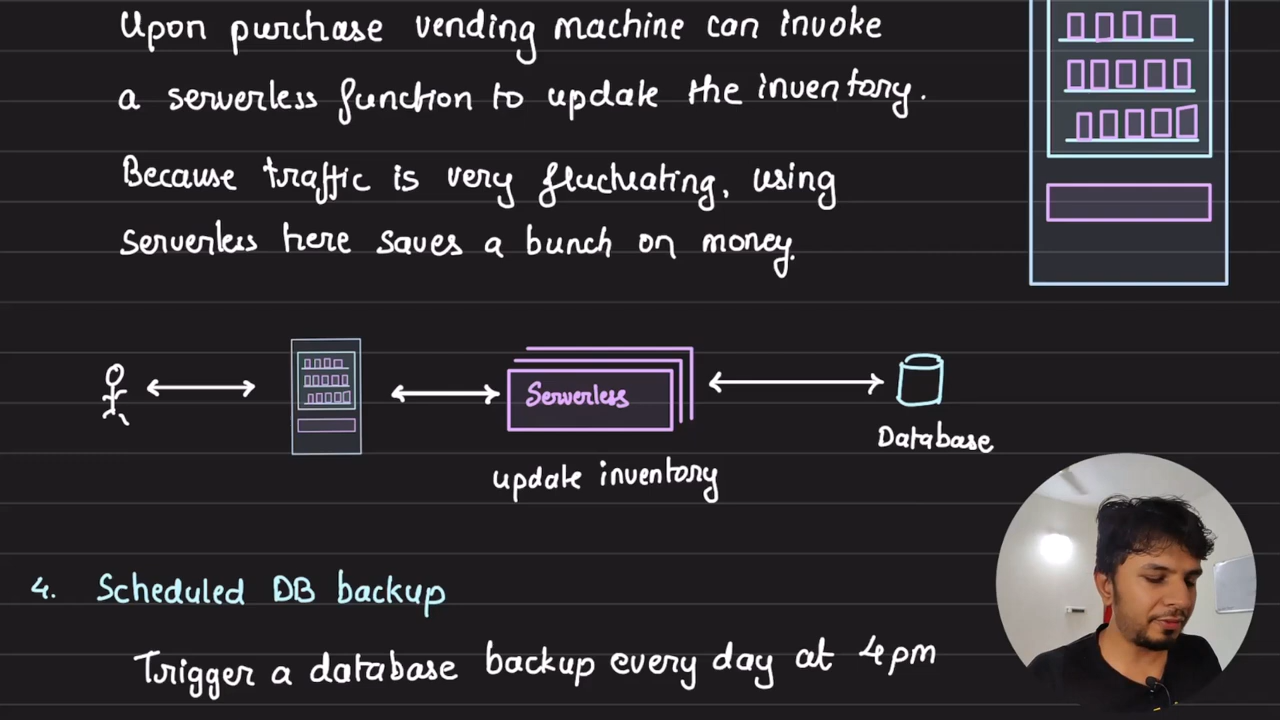 Upon purchase vending machine can invoke
a serverless function to update the inventory.
Because traffic is very fluctuating, using
Serverless here saves a bunch on money.
Serverless
Database
update inventory
4. Scheduled DB backup
Trigger a database backup every day at 4pm